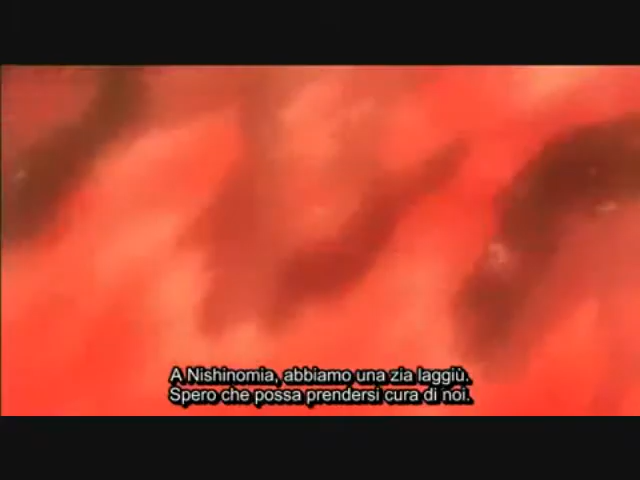 A Nishinomia, abbiamo una zia laggiù.
Spero che possa prendersi cura di noi.